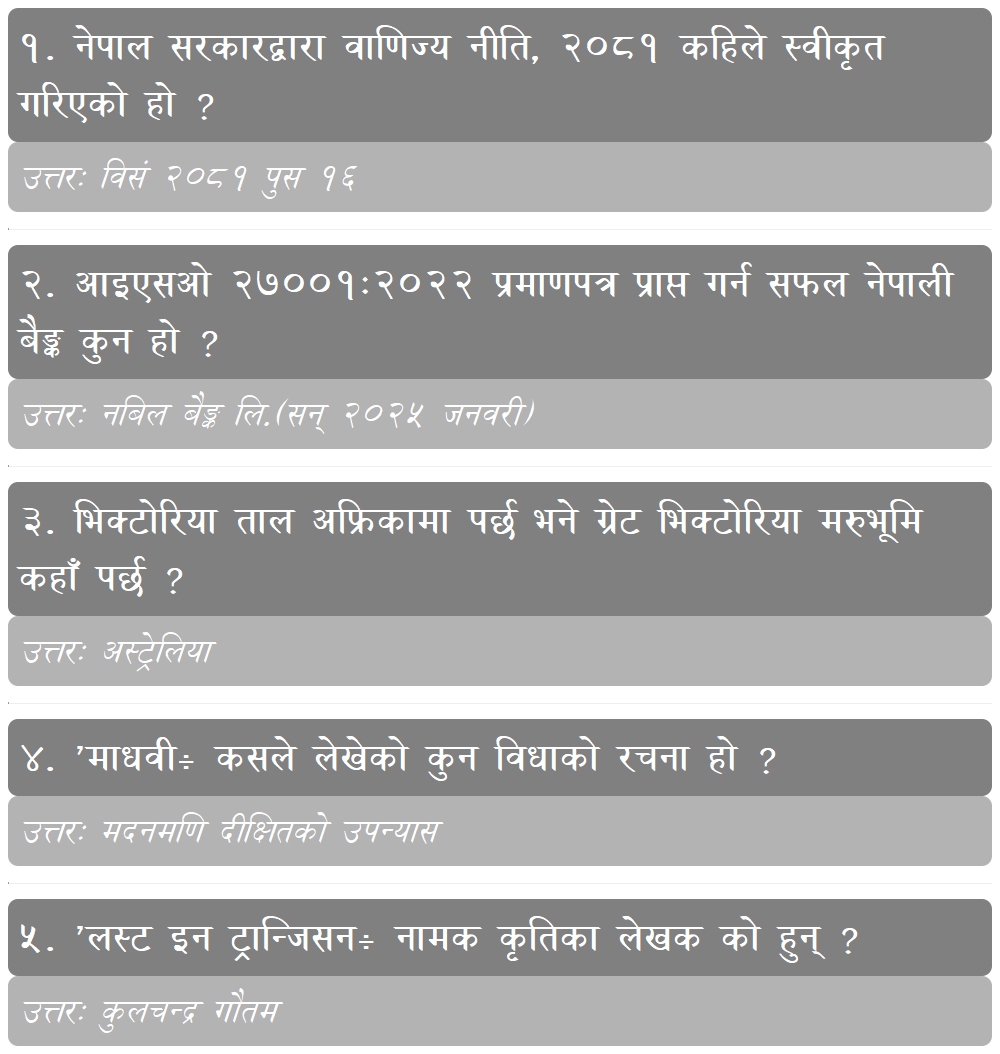 १. नेपाल सरकारद्वारा वाणिज्य नीति, २०८१ कहिले स्वीकृत
गरिएको हो ?
उत्तरः विसं २०८१ पुस १६
२. आइएसओ २७००१:२०२२ प्रमाणपत्र प्राप्त गर्न सफल नेपाली
बैङ्क कुन हो ?
उत्तरः नबिल बैङ्क लि.(सन् २०२५ जनवरी)
३. भिक्टोरिया ताल अफ्रिकामा पर्छ भने ग्रेट भिक्टोरिया मरुभूमि
कहाँ पर्छ ?
उत्तरः अस्ट्रेलिया
४. ’माधवी÷ कसले लेखेको कुन विधाको रचना हो ?
उत्तरः मदनमणि दीक्षितको उपन्यास
५. ’लस्ट इन ट्रान्जिसन÷ नामक कृतिका लेखक को हुन् ?
उत्तरः कुलचन्द्र गौतम